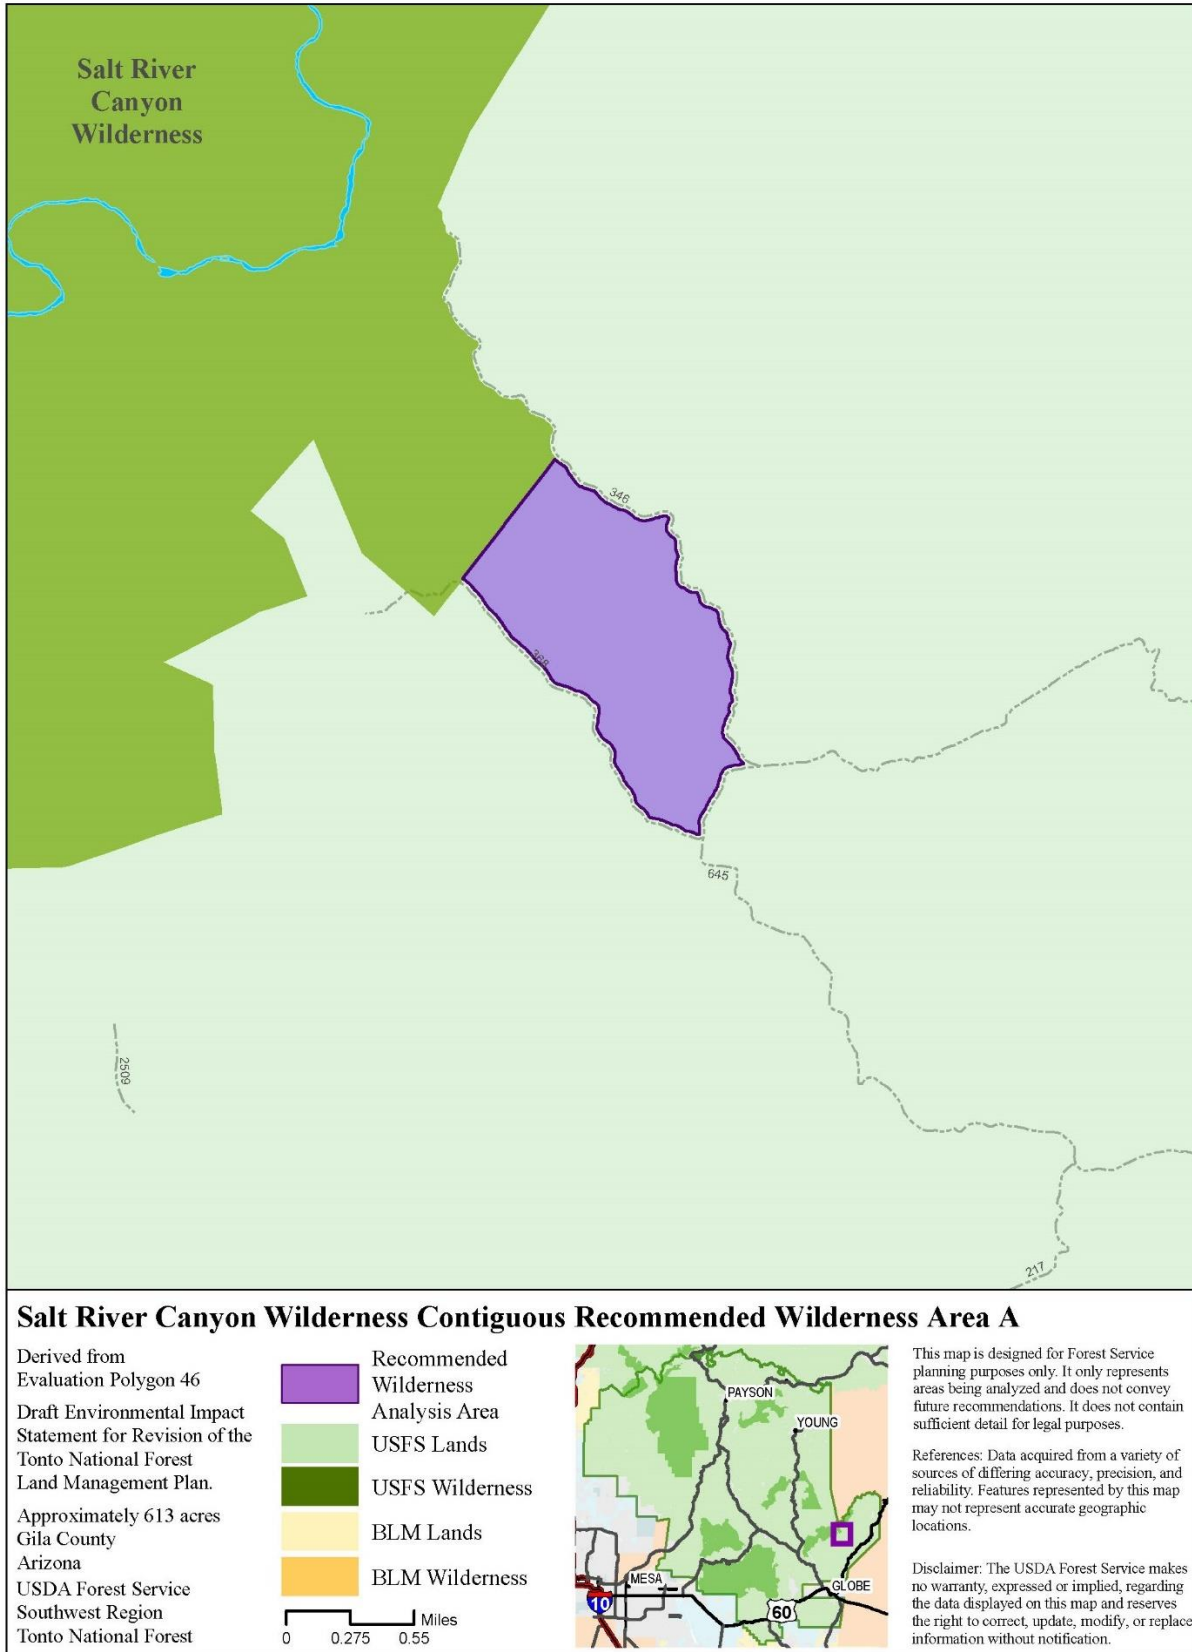 Salt River
Canyon
Wilderness
346
368
645
2509
217
Salt River Canyon Wilderness Contiguous Recommended Wilderness Area A
Derived from
Evaluation Polygon 46
Draft Environmental Impact
Statement for Revision of the
Tonto National Forest
Land Management Plan.
Approximately 613 acres
Gila County
Arizona
USDA Forest Service
Southwest Region
Tonto National Forest
Recommended
Wilderness
Analysis Area
USFS Lands
USFS Wilderness
BLM Lands
BLM Wilderness
Miles
0 0.275 0.55
PAYSON
YOUNG
MESA
GLOBE
10
60
This map is designed for Forest Service
planning purposes only. It only represents
areas being analyzed and does not convey
future recommendations. It does not contain
sufficient detail for legal purposes.
References: Data acquired from a variety of
sources of differing accuracy, precision, and
reliability. Features represented by this map
may not represent accurate geographic
locations.
Disclaimer: The USDA Forest Service makes
no warranty, expressed or implied, regarding
the data displayed on this map and reserves
the right to correct, update, modify, or replace
information without notification.